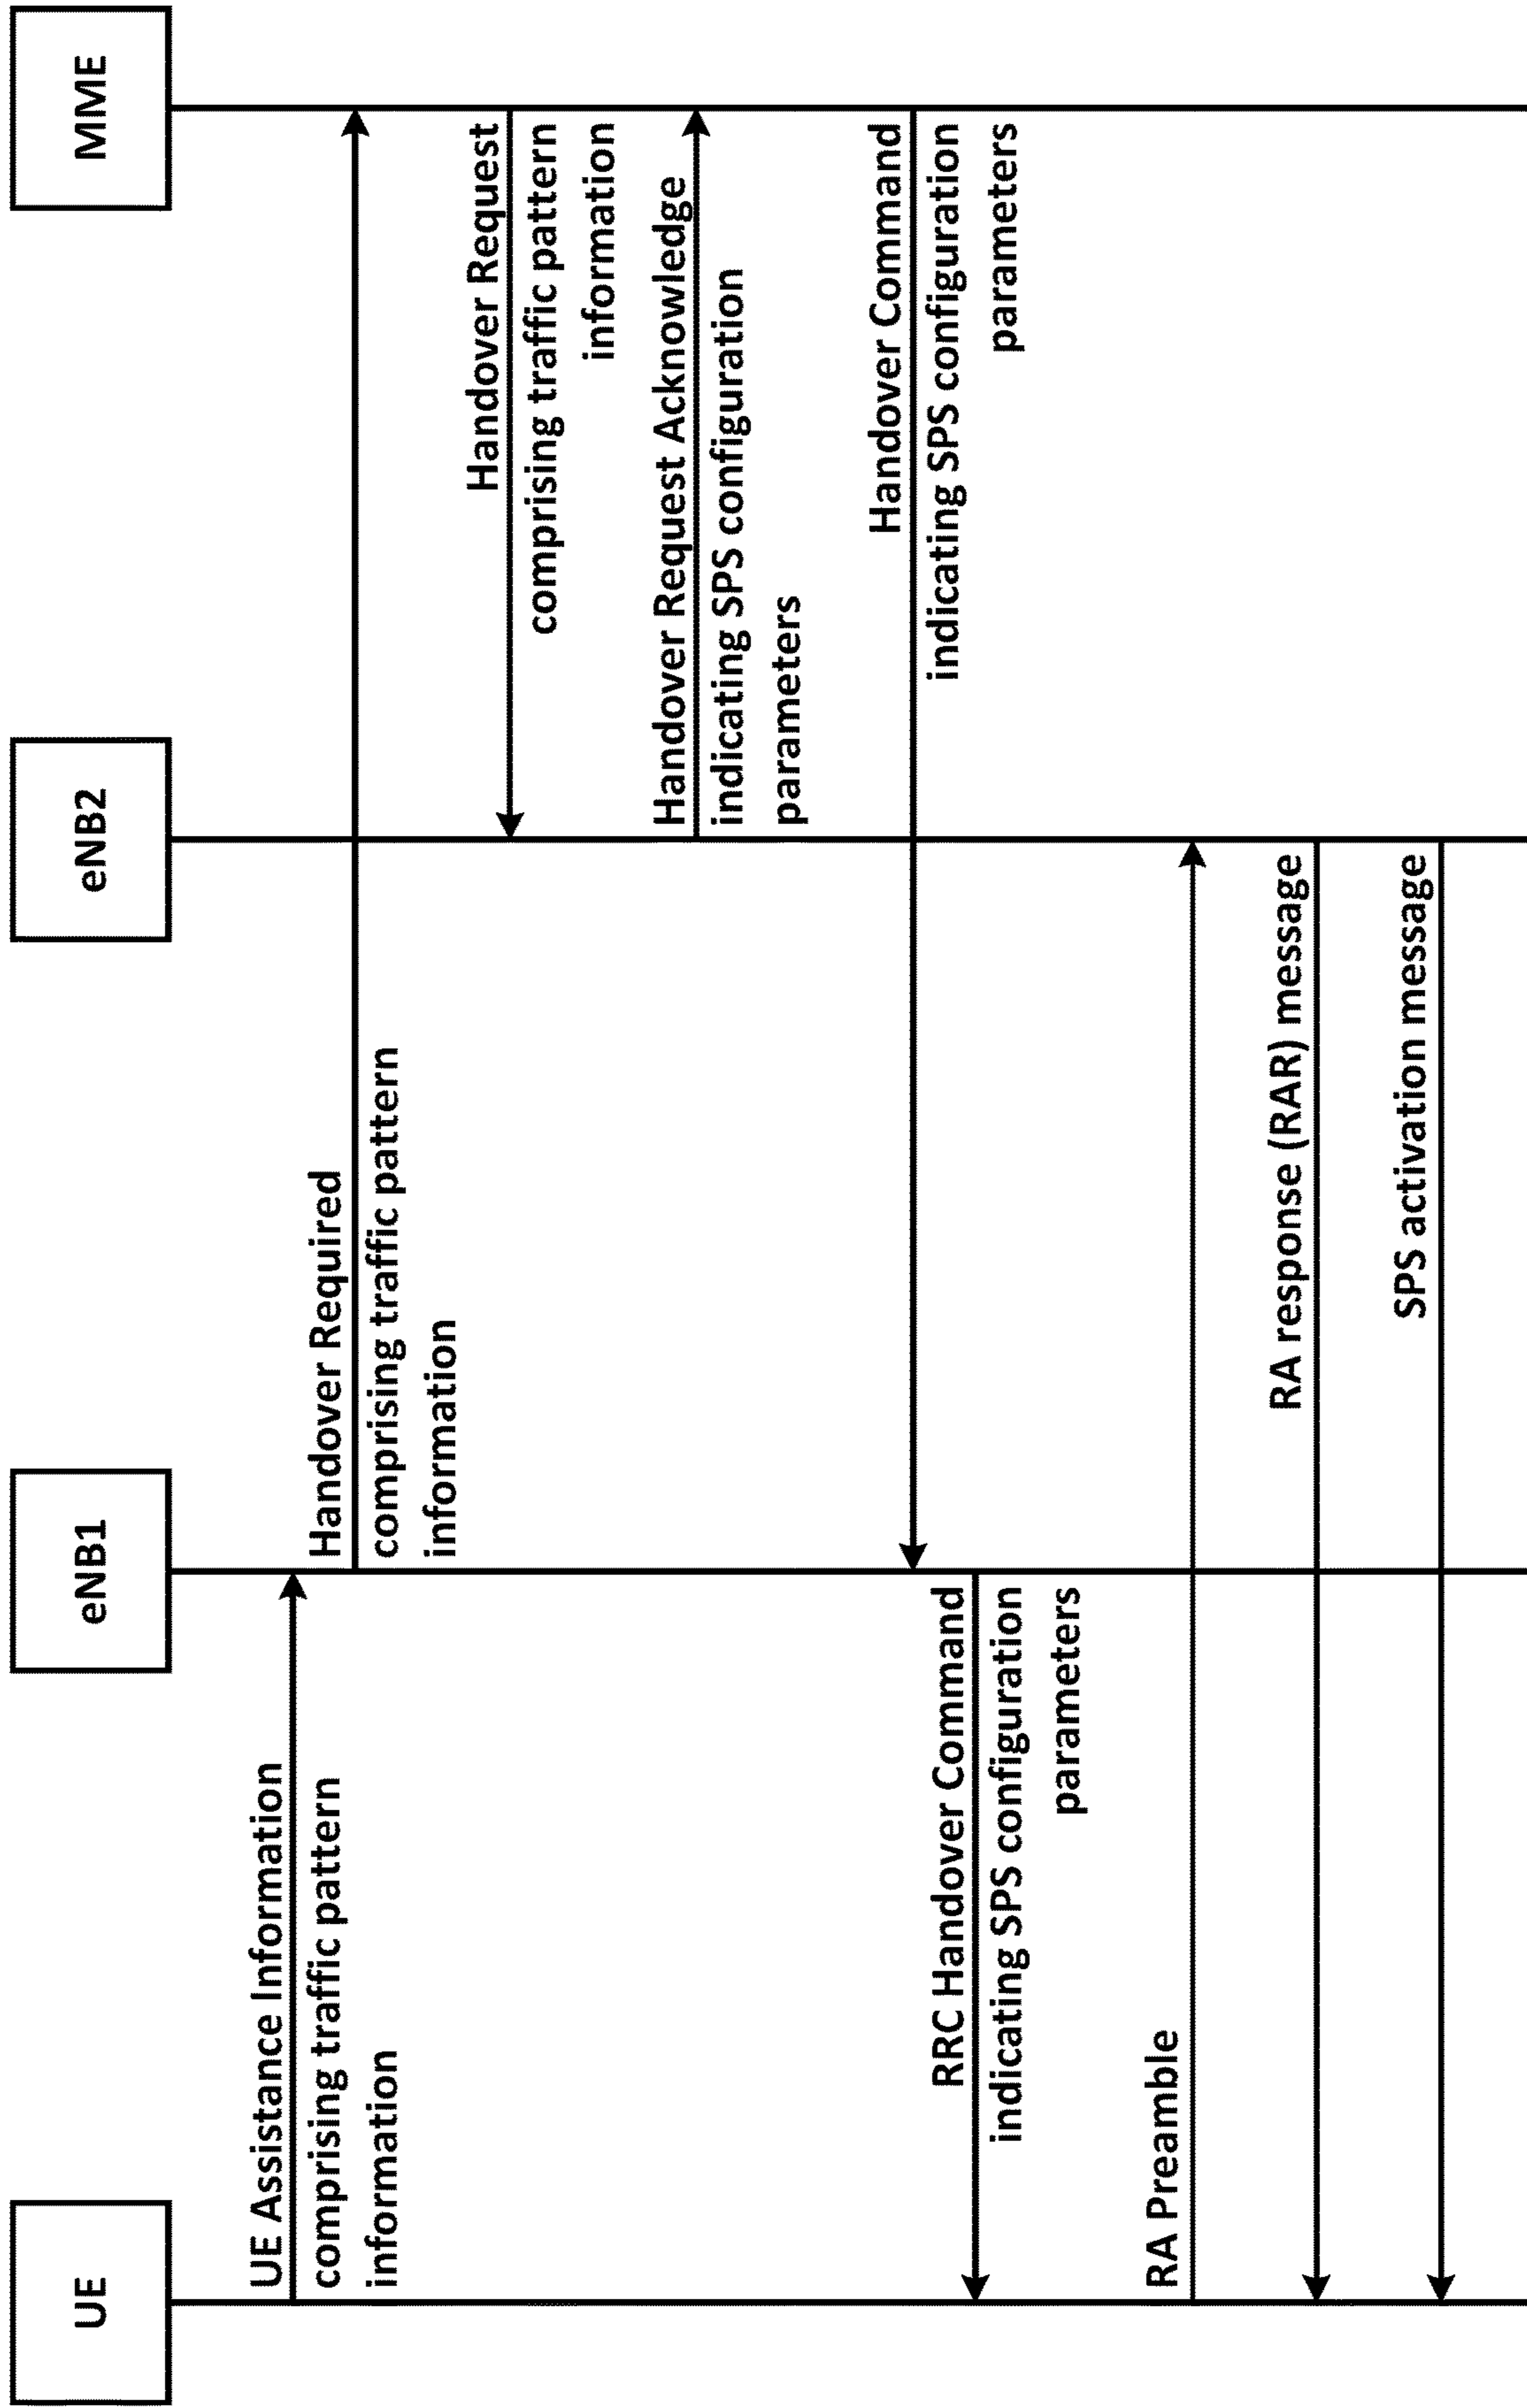 UE
eNB1
eNB2
MME
UE Assistance Information
comprising traffic pattern
information
Handover Required
comprising traffic pattern
information
Handover Request
comprising traffic pattern
information
Handover Request Acknowledge
indicating SPS configuration
parameters
Handover Command
indicating SPS configuration
parameters
RRC Handover Command
indicating SPS configuration
parameters
RA Preamble
RA response (RAR) message
SPS activation message